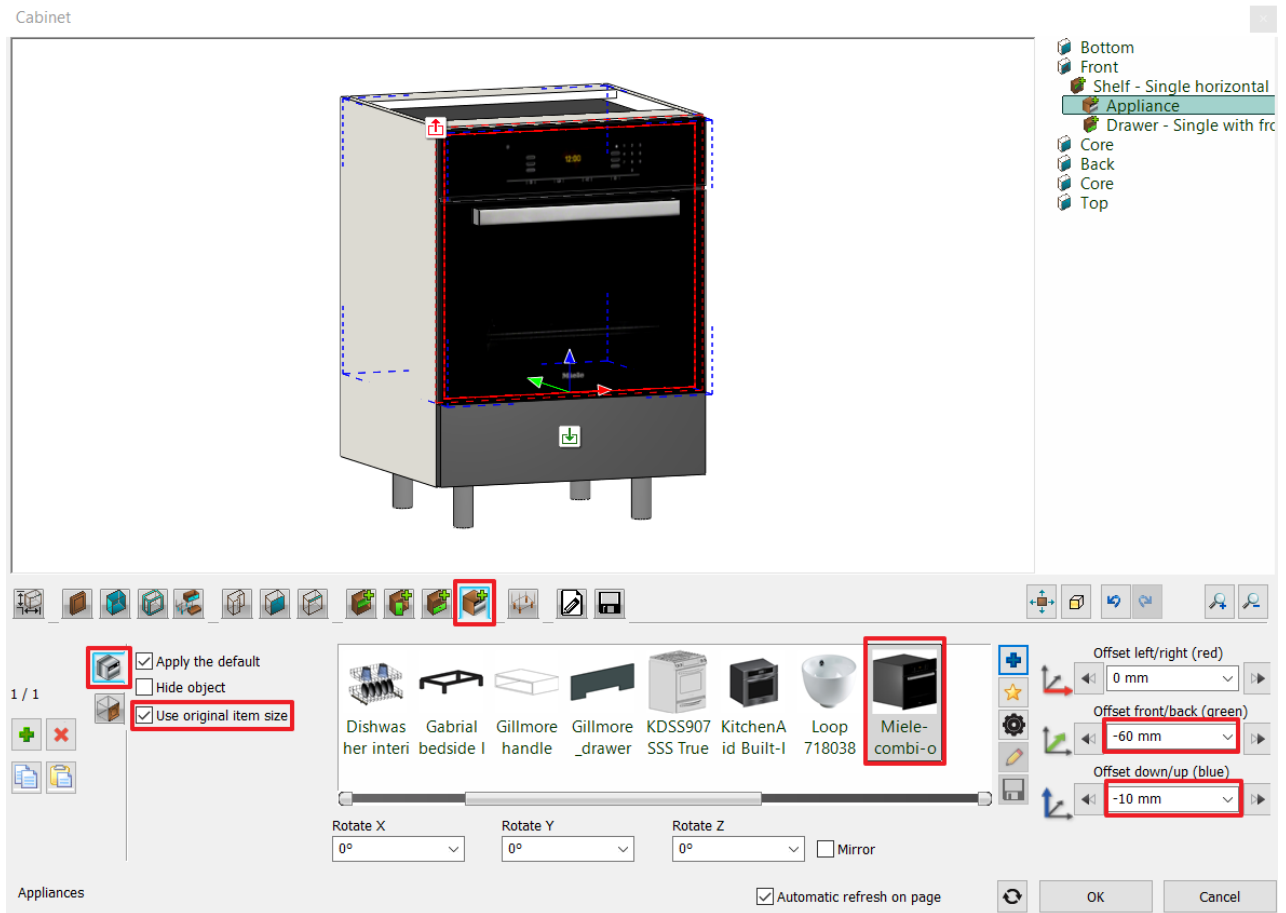 Cabinet
Bottom
Front
Shelf - Single horizontal
Appliance
Drawer - Single with fro
Core
Back
Core
Top
12:00
Miele
Apply the default
Hide object
Use original item size
1 / 1
Dishwas
her interi
Gabrial
bedside l
Gillmore
handle
Gillmore
_drawer
KDSS907
SSS True
KitchenA
id Built-I
Loop
718038
Miele-
combi-o
Offset left/right (red)
0 mm
Offset front/back (green)
-60 mm
Offset down/up (blue)
-10 mm
Rotate X
0°
Rotate Y
0°
Rotate Z
0°
Mirror
Appliances
Automatic refresh on page
OK
Cancel